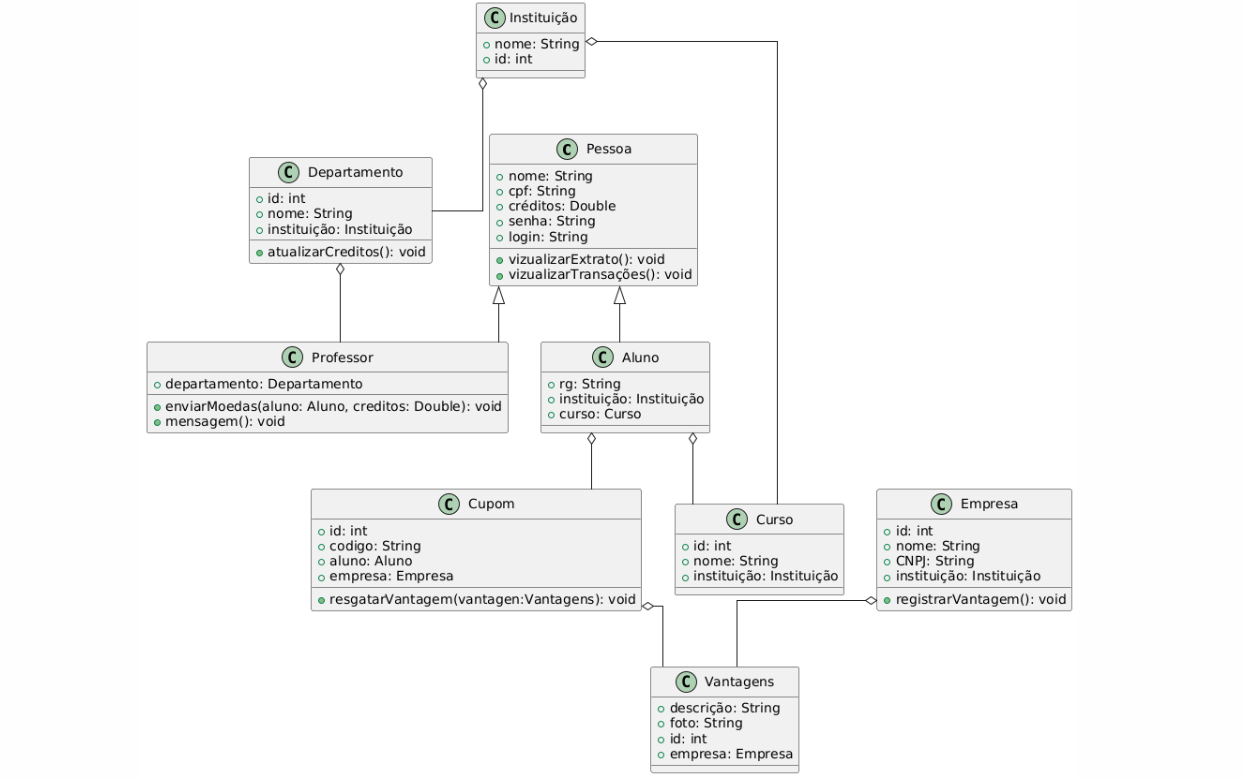 C Instituição
nome: String
id: int
C Pessoa
nome: String
cpf: String
créditos: Double
senha: String
login: String
vizualizarExtrato(): void
vizualizarTransações(): void
C Departamento
id: int
nome: String
instituição: Instituição
atualizarCreditos(): void
C Professor
departamento: Departamento
enviarMoedas(aluno: Aluno, creditos: Double): void
mensagem(): void
C Aluno
rg: String
instituição: Instituição
curso: Curso
C Cupom
id: int
codigo: String
aluno: Aluno
empresa: Empresa
resgatarVantagem(vantagen:Vantagens): void
C Curso
id: int
nome: String
instituição: Instituição
C Empresa
id: int
nome: String
CNPJ: String
instituição: Instituição
registrarVantagem(): void
C Vantagens
descrição: String
foto: String
id: int
empresa: Empresa